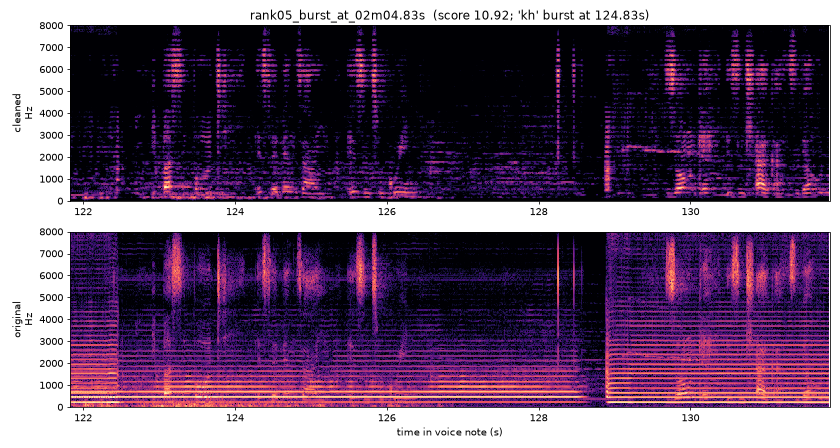 rank05_burst_at_02m04.83s (score 10.92; 'kh' burst at 124.83s)
8000
7000
6000
5000
4000
3000
2000
1000
0
cleaned
Hz
122 124 126 128 130
8000
7000
6000
5000
4000
3000
2000
1000
0
original
Hz
122 124 126 128 130
time in voice note (s)